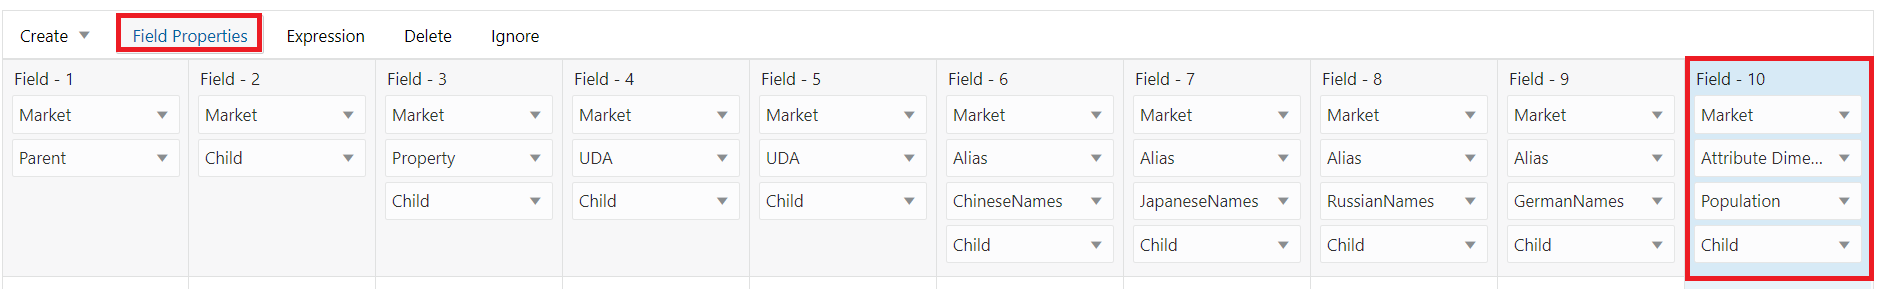 Create Field Properties Expression Delete Ignore
Field - 1 Field - 2 Field - 3 Field - 4 Field - 5 Field - 6 Field - 7 Field - 8 Field - 9 Field - 10
Market Market Market Market Market Market Market Market Market Market
Parent Child Property UDA UDA Alias Alias Alias Alias Attribute Dime...
Child Child Child ChineseNames JapaneseNames RussianNames GermanNames Population
Child Child Child Child Child